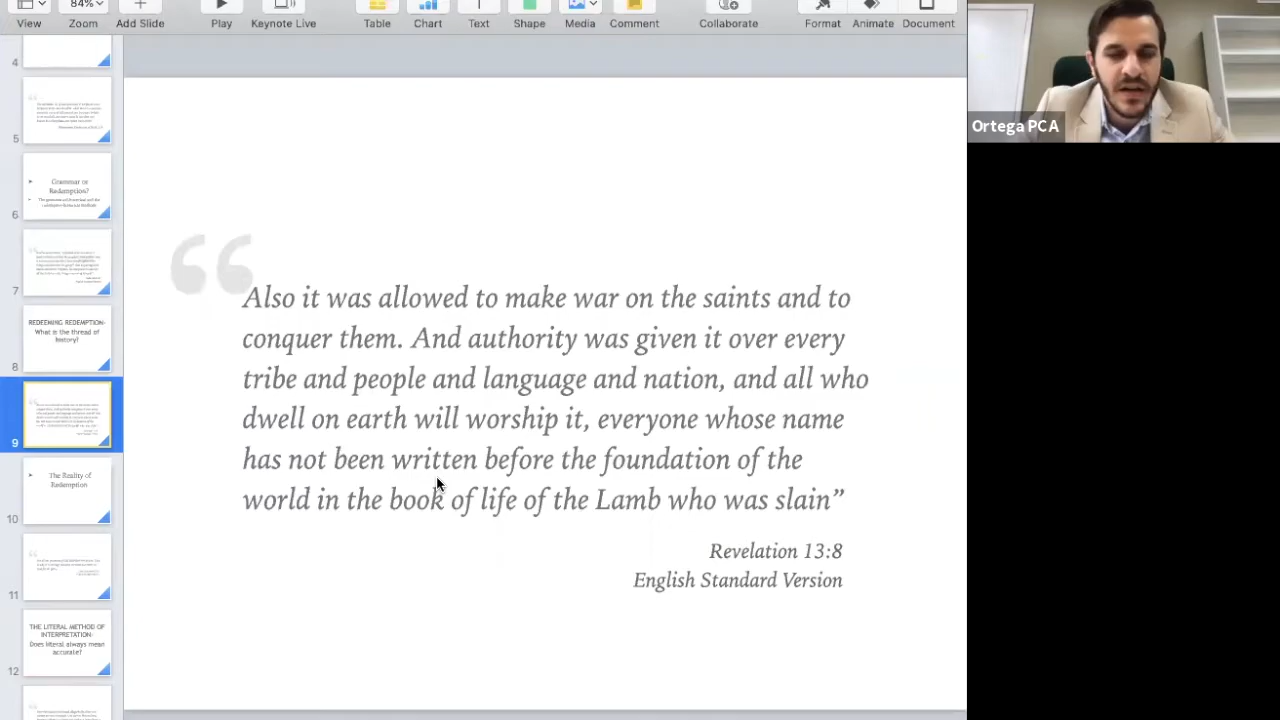 84%
View
Zoom
Add Slide
Play
Keynote Live
Table
Chart
Text
Shape
Media
Comment
Collaborate
Format
Animate
Document
4
5
6
Grammar or
Redemption?
7
8
REDEEMING REDEMPTION-
What is the thread of
history?
9
10
The Reality of
Redemption
11
12
THE LITERAL METHOD OF
INTERPRETATION-
Does literal always mean
accurate?
“
Also it was allowed to make war on the saints and to
conquer them. And authority was given it over every
tribe and people and language and nation, and all who
dwell on earth will worship it, everyone whose name
has not been written before the foundation of the
world in the book of life of the Lamb who was slain”
Revelation 13:8
English Standard Version
Ortega PCA